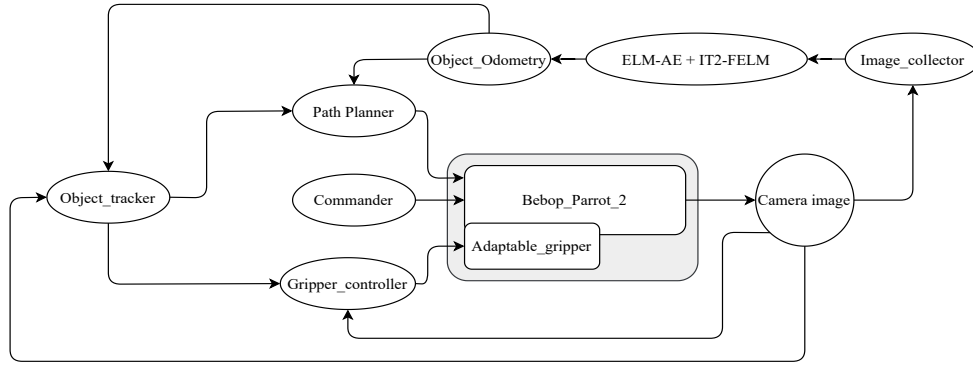 Object_Odometry
ELM-AE + IT2-FELM
Image_collector
Path Planner
Object_tracker
Commander
Bebop_Parrot_2
Camera image
Adaptable_gripper
Gripper_controller